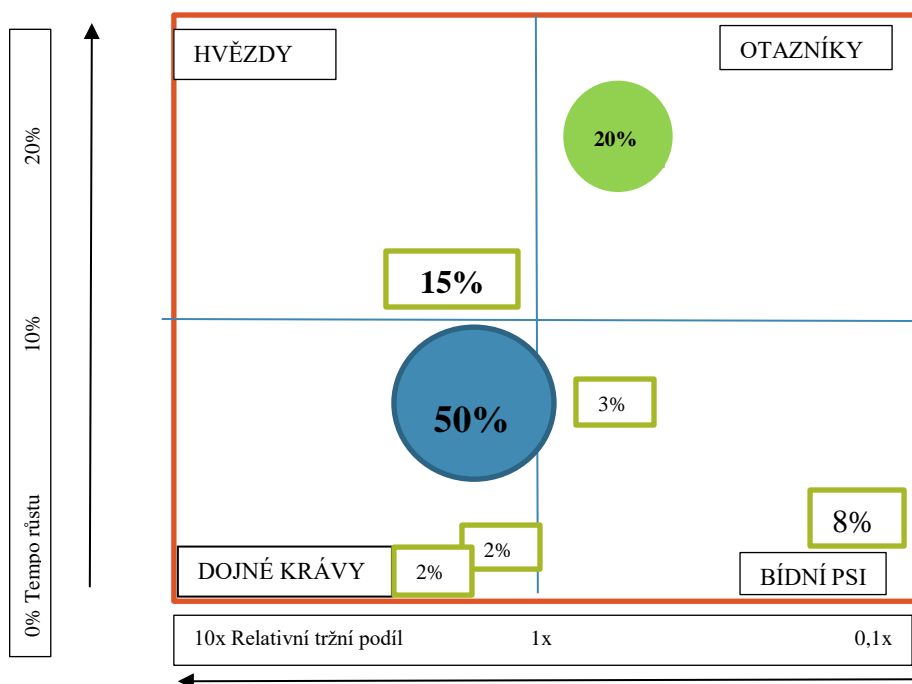 HVĚZDY
OTAZNÍKY
20%
20%
15%
10%
50%
3%
8%
2%
2%
DOJNÉ KRÁVY
BÍDNÍ PSI
0% Tempo růstu
10x Relativní tržní podíl 1x 0,1x